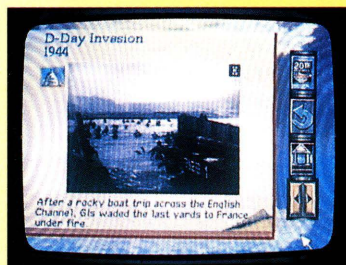 D-Day Invasion
1944
After a rocky boat trip across the English
Channel, GIs waded the last yards to France
under fire.